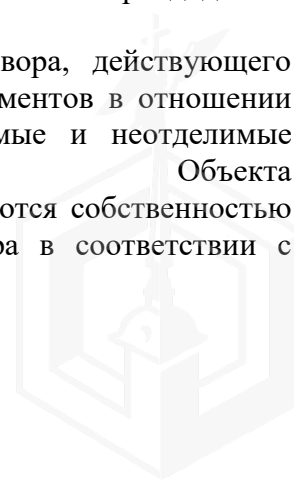 вора, действующего
ментов в отношении
мые и неотделимые
Объекта
ются собственностью
ра в соответствии с